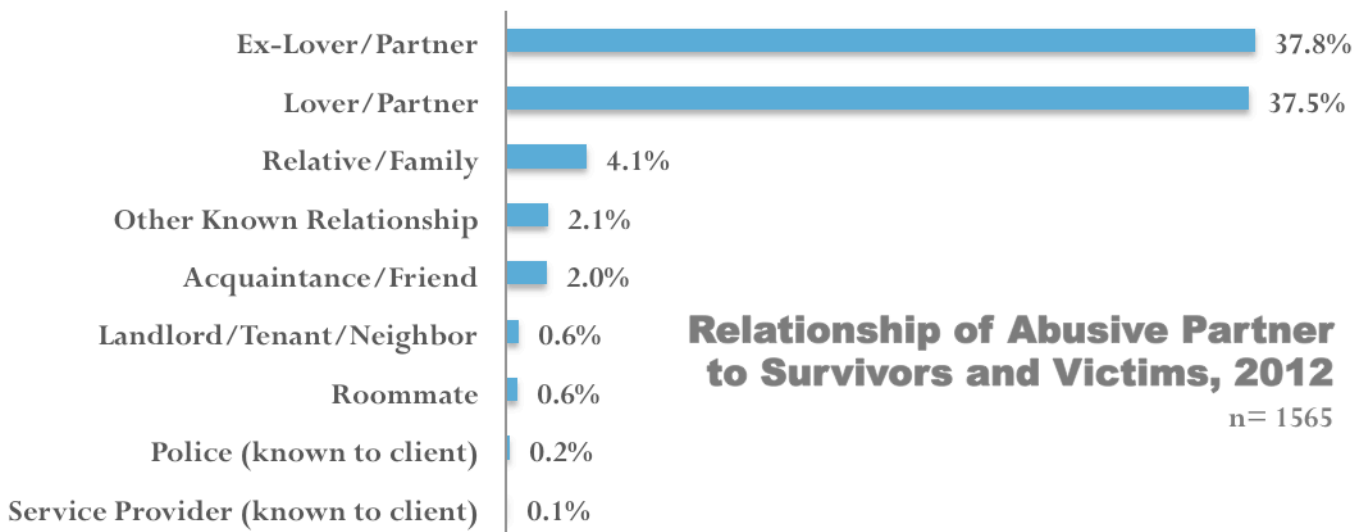 Ex-Lover/Partner 37.8%
Lover/Partner 37.5%
Relative/Family 4.1%
Other Known Relationship 2.1%
Acquaintance/Friend 2.0%
Landlord/Tenant/Neighbor 0.6%
Roommate 0.6%
Police (known to client) 0.2%
Service Provider (known to client) 0.1%
Relationship of Abusive Partner
to Survivors and Victims, 2012
n= 1565